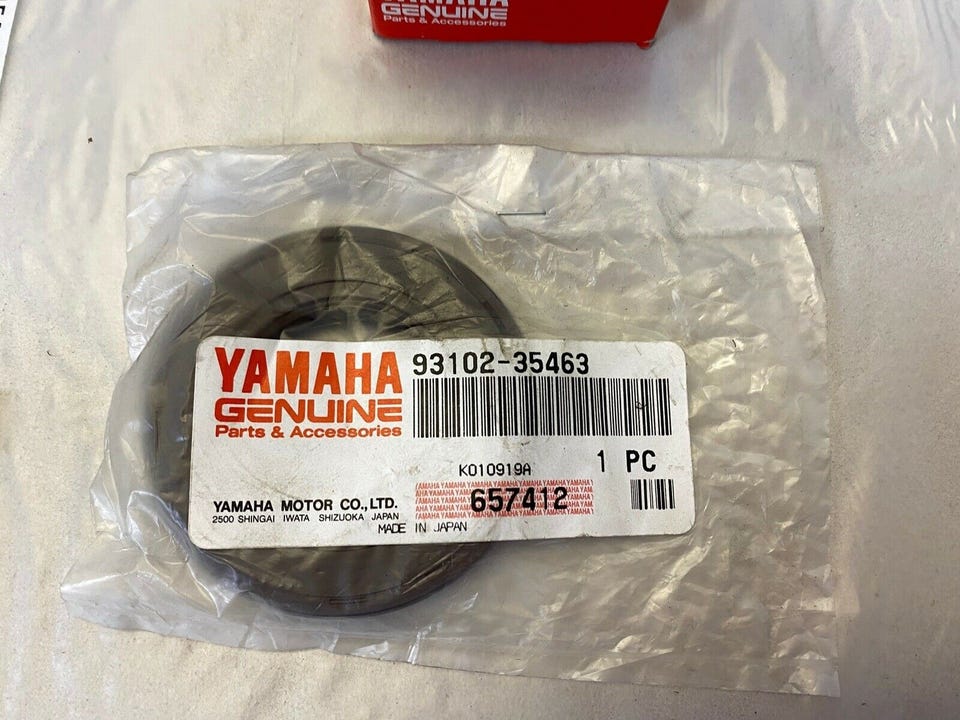 YAMAHA
GENUINE
Parts & Accessories
YAMAHA
GENUINE
Parts & Accessories
93102-35463
K010919A
1 PC
657412
YAMAHA MOTOR CO.,LTD.
2500 SHINGAI IWATA SHIZUOKA JAPAN
MADE IN JAPAN